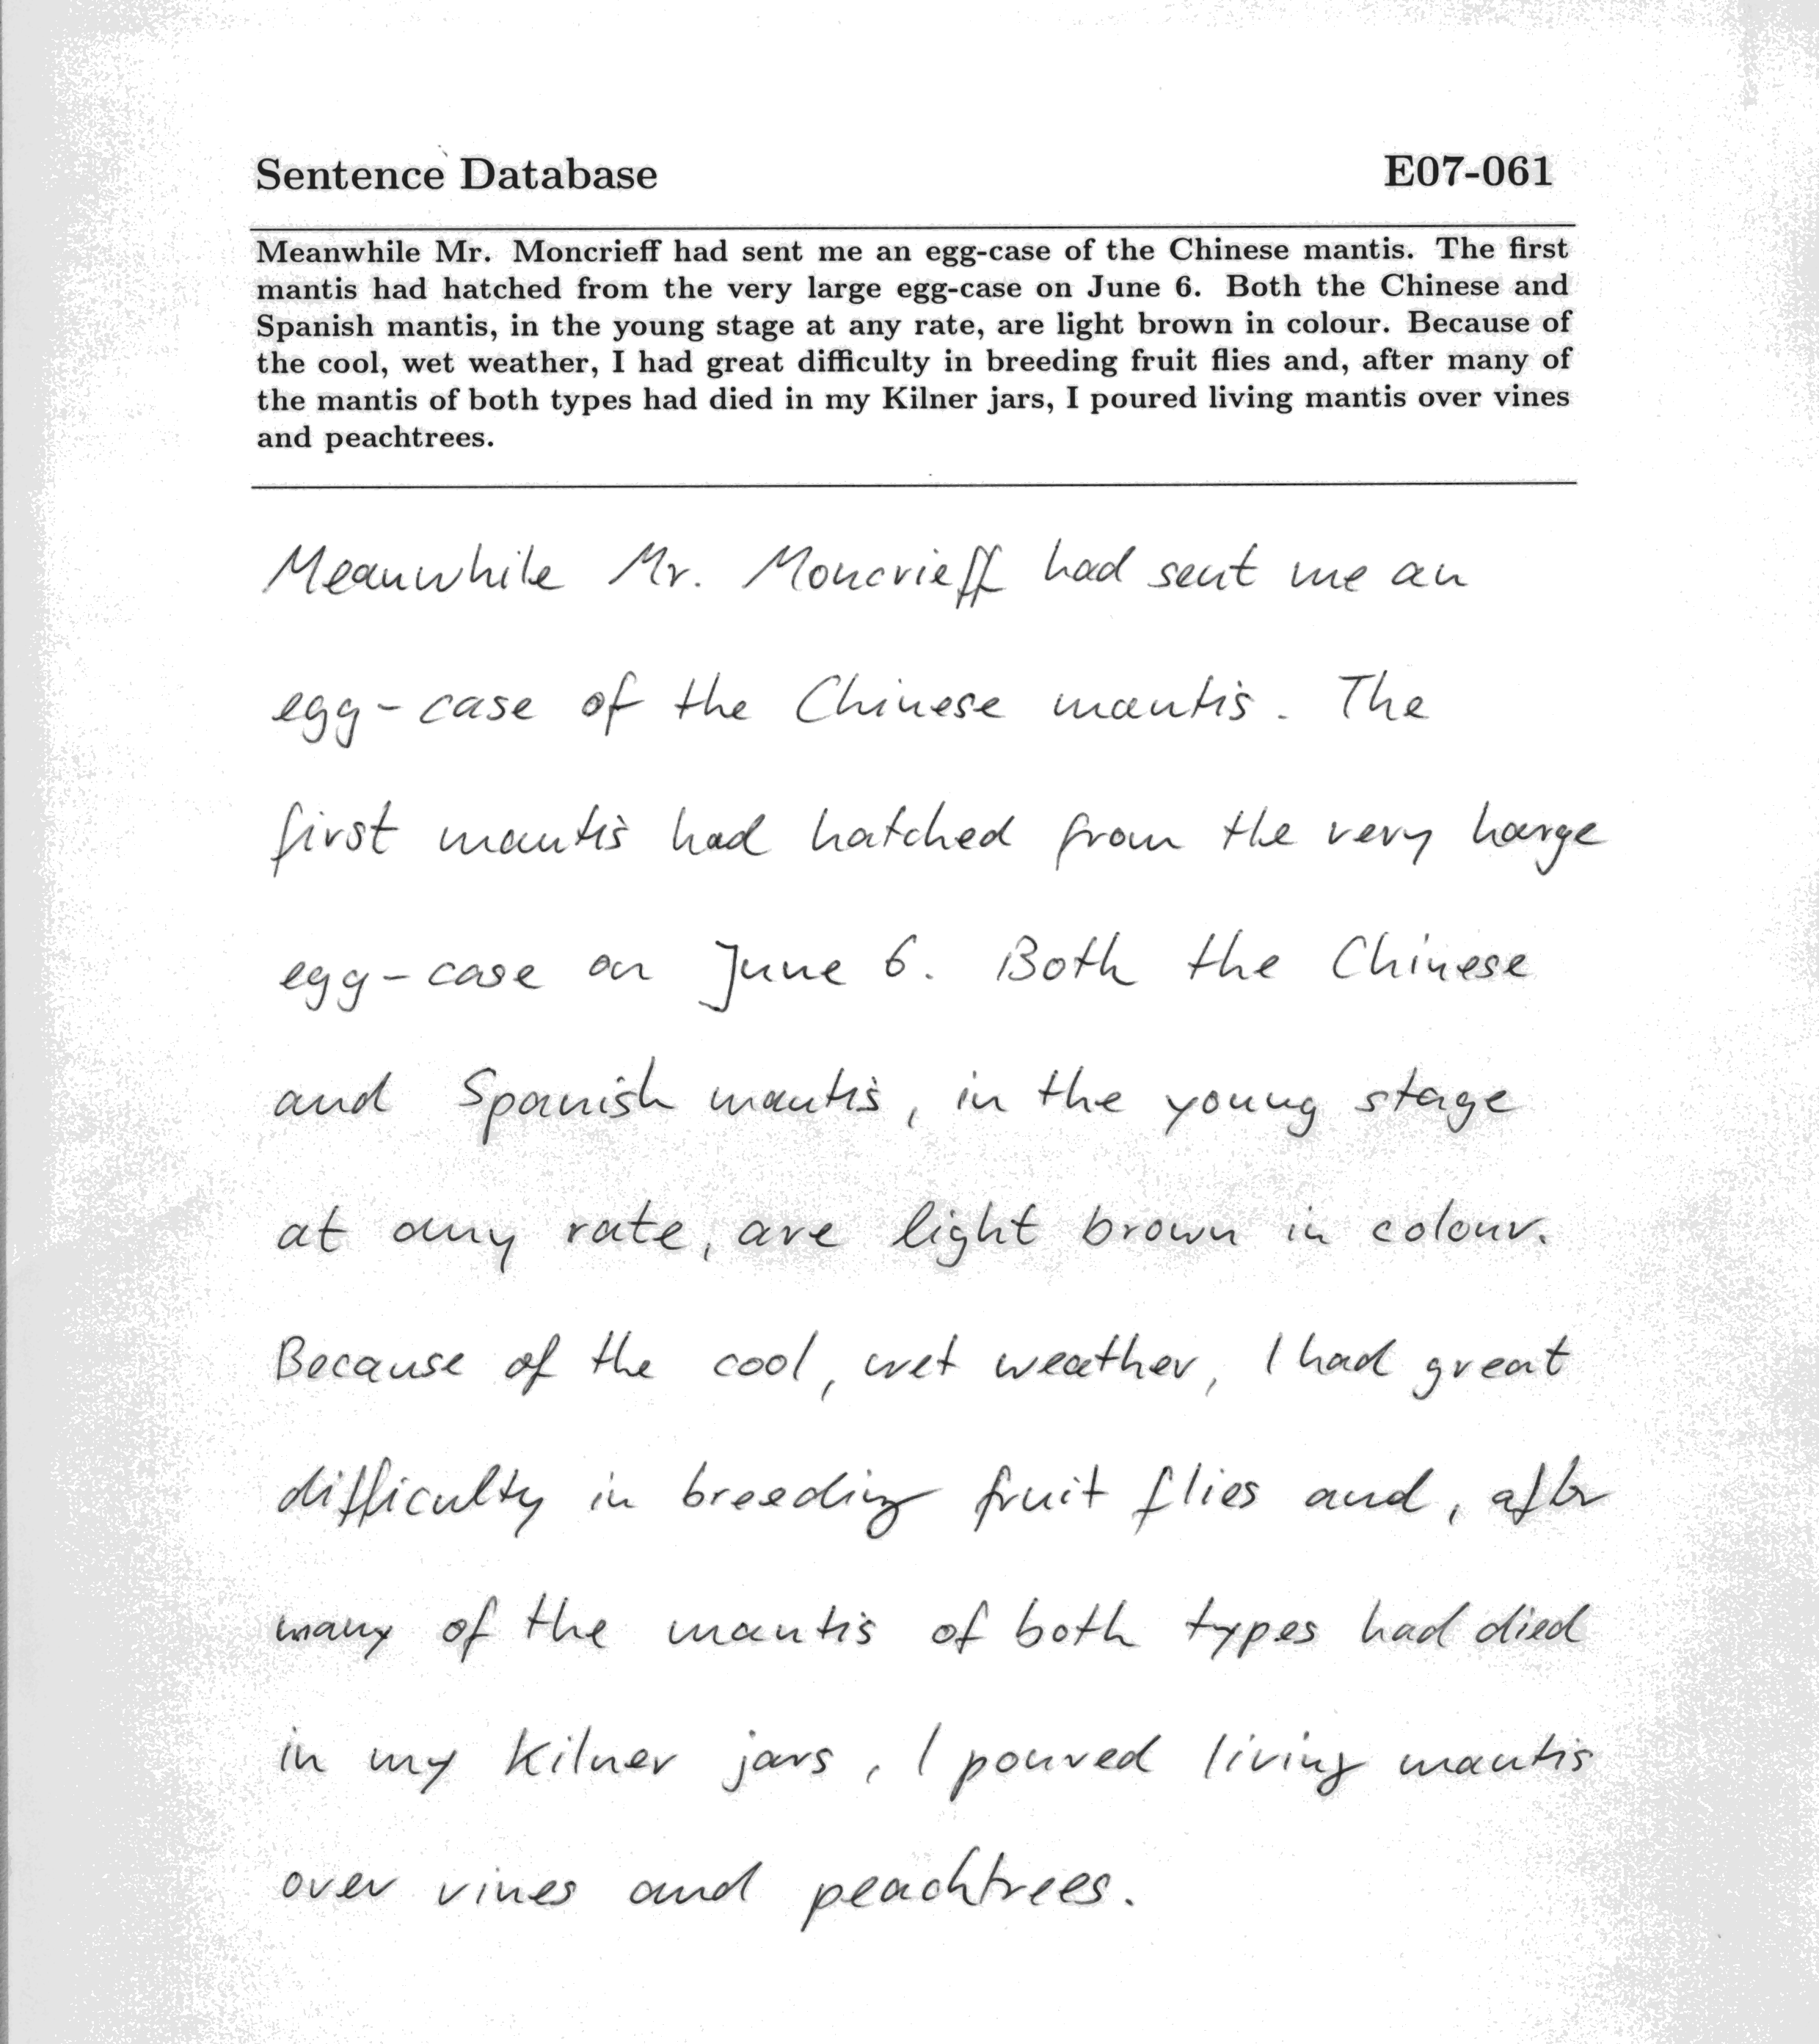 Sentence Database E07-061
Meanwhile Mr. Moncrieff had sent me an egg-case of the Chinese mantis. The first
mantis had hatched from the very large egg-case on June 6. Both the Chinese and
Spanish mantis, in the young stage at any rate, are light brown in colour. Because of
the cool, wet weather, I had great difficulty in breeding fruit flies and, after many of
the mantis of both types had died in my Kilner jars, I poured living mantis over vines
and peachtrees.
Meanwhile Mr. Moncrieff had sent me an
egg-case of the Chinese mantis. The
first mantis had hatched from the very large
egg-case on June 6. Both the Chinese
and Spanish mantis, in the young stage
at any rate, are light brown in colour.
Because of the cool, wet weather, I had great
difficulty in breeding fruit flies and, after
many of the mantis of both types had died
in my Kilner jars, I poured living mantis
over vines and peachtrees.